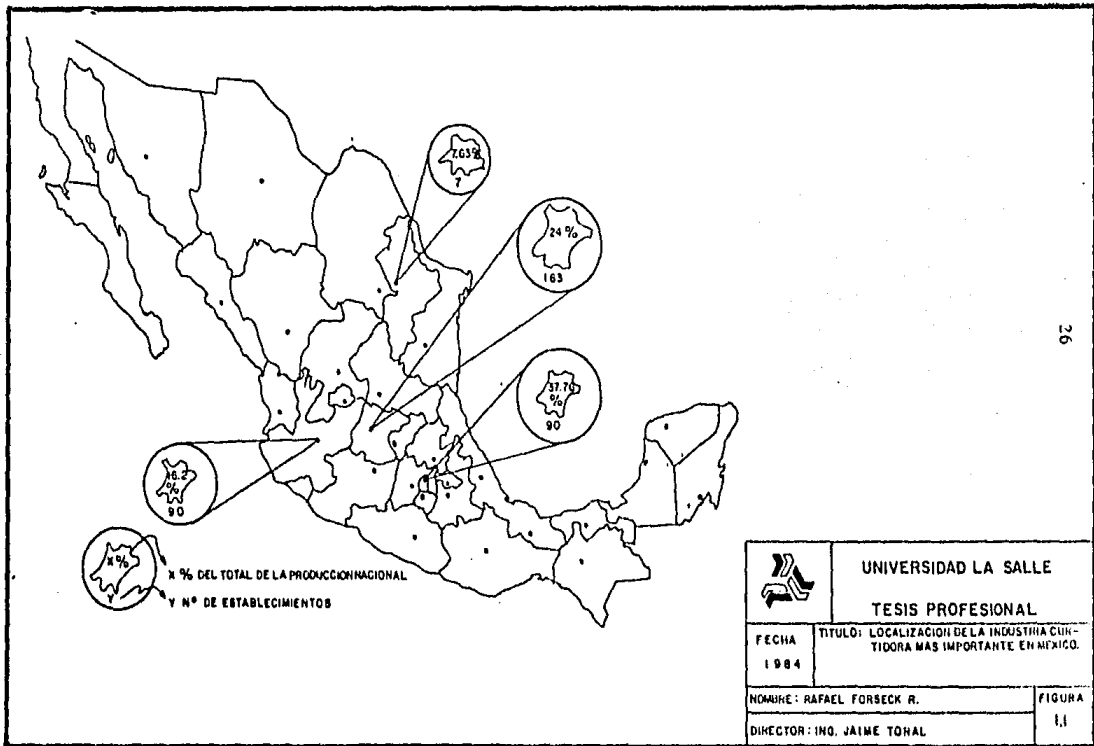 7.63%
7
24 %
163
37.70
%
90
16.2
%
90
X %
Y
X % DEL TOTAL DE LA PRODUCCION NACIONAL
Y Nº DE ESTABLECIMIENTOS
26
UNIVERSIDAD LA SALLE
TESIS PROFESIONAL
FECHA
1984
TITULO: LOCALIZACION DE LA INDUSTRIA CUR-
TIDORA MAS IMPORTANTE EN MEXICO.
NOMBRE: RAFAEL FORSECK R.
DIRECTOR: ING. JAIME TOHAL
FIGURA
1.1